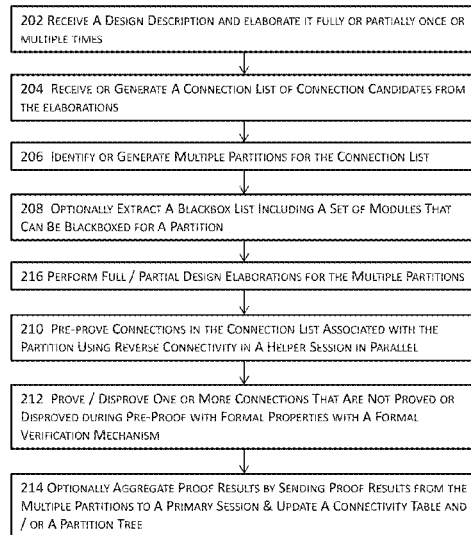 202 RECEIVE A DESIGN DESCRIPTION AND ELABORATE IT FULLY OR PARTIALLY ONCE OR
MULTIPLE TIMES
204 RECEIVE OR GENERATE A CONNECTION LIST OF CONNECTION CANDIDATES FROM
THE ELABORATIONS
206 IDENTIFY OR GENERATE MULTIPLE PARTITIONS FOR THE CONNECTION LIST
208 OPTIONALLY EXTRACT A BLACKBOX LIST INCLUDING A SET OF MODULES THAT
CAN BE BLACKBOXED FOR A PARTITION
216 PERFORM FULL / PARTIAL DESIGN ELABORATIONS FOR THE MULTIPLE PARTITIONS
210 PRE-PROVE CONNECTIONS IN THE CONNECTION LIST ASSOCIATED WITH THE
PARTITION USING REVERSE CONNECTIVITY IN A HELPER SESSION IN PARALLEL
212 PROVE / DISPROVE ONE OR MORE CONNECTIONS THAT ARE NOT PROVED OR
DISPROVED DURING PRE-PROOF WITH FORMAL PROPERTIES WITH A FORMAL
VERIFICATION MECHANISM
214 OPTIONALLY AGGREGATE PROOF RESULTS BY SENDING PROOF RESULTS FROM THE
MULTIPLE PARTITIONS TO A PRIMARY SESSION & UPDATE A CONNECTIVITY TABLE AND
/ OR A PARTITION TREE